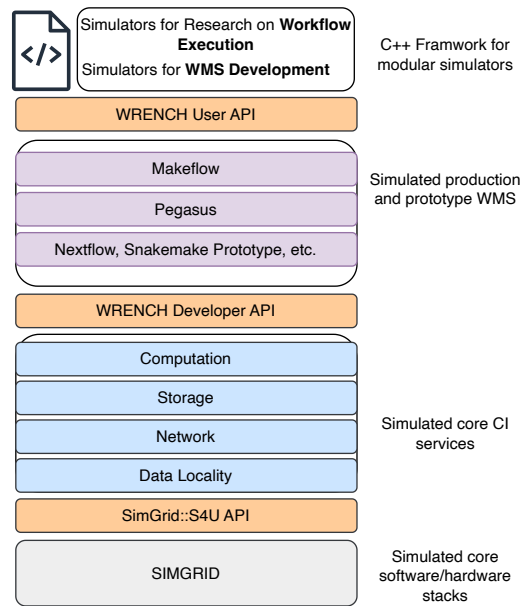 </>
Simulators for Research on Workflow
Execution
Simulators for WMS Development
C++ Framwork for
modular simulators
WRENCH User API
Makeflow
Pegasus
Nextflow, Snakemake Prototype, etc.
Simulated production
and prototype WMS
WRENCH Developer API
Computation
Storage
Network
Data Locality
Simulated core CI
services
SimGrid::S4U API
SIMGRID
Simulated core
software/hardware
stacks